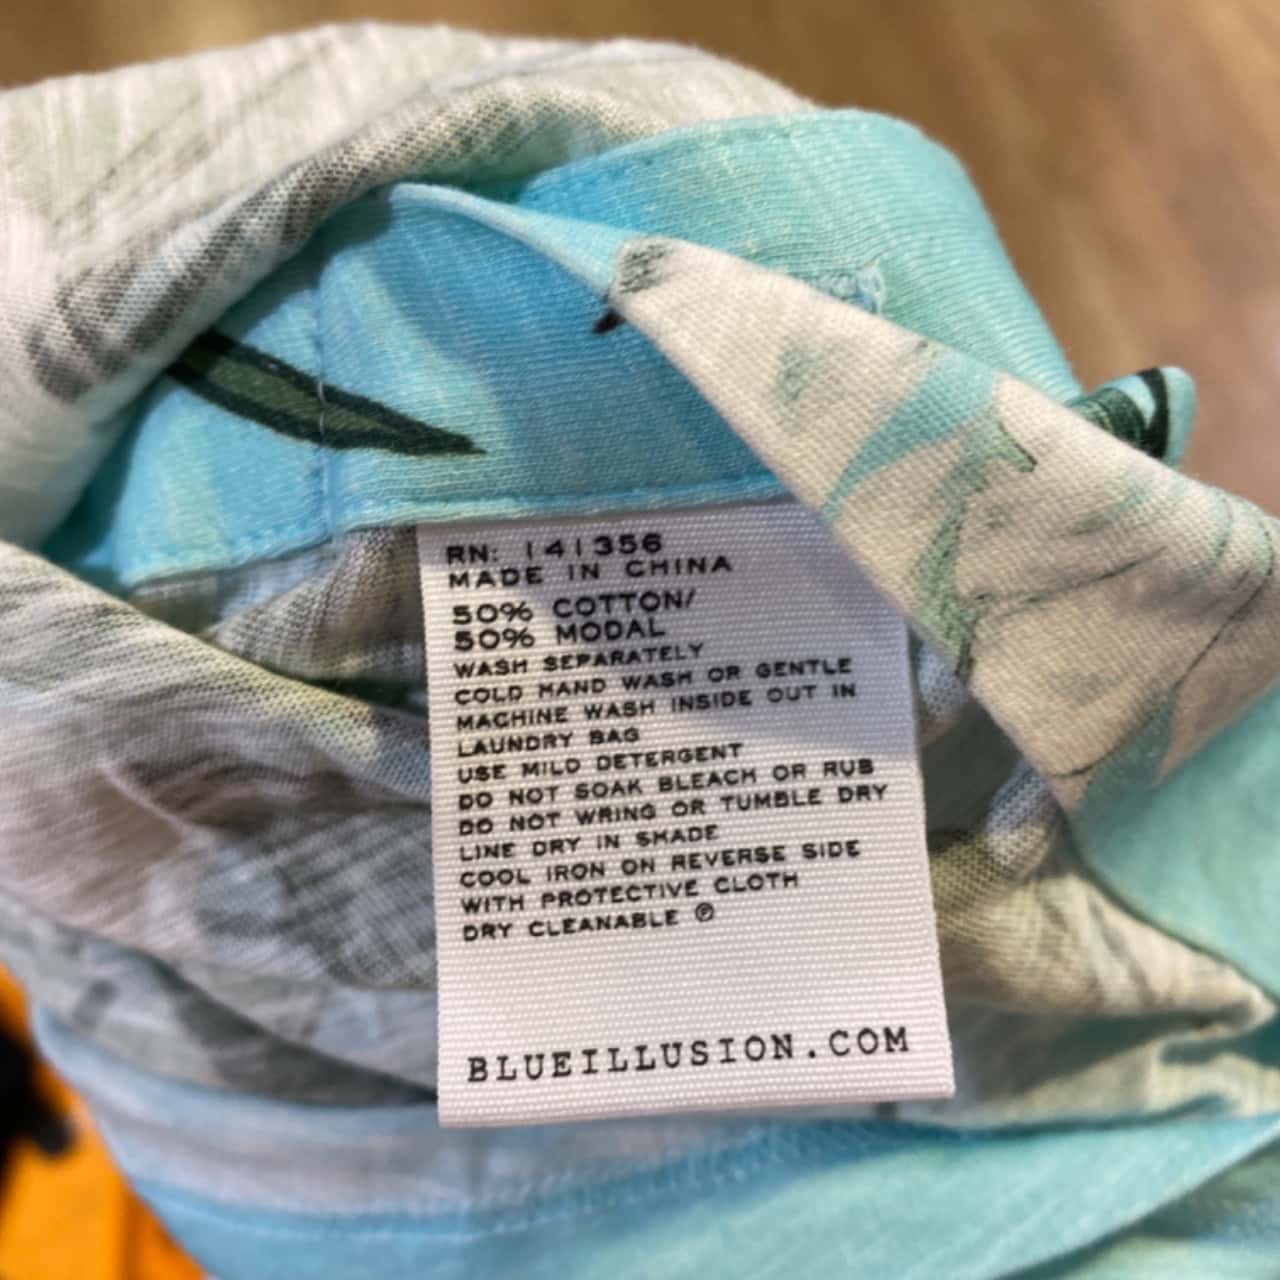 RN: 141356
MADE IN CHINA
50% COTTON/
50% MODAL
WASH SEPARATELY
COLD HAND WASH OR GENTLE
MACHINE WASH INSIDE OUT IN
LAUNDRY BAG
USE MILD DETERGENT
DO NOT SOAK BLEACH OR RUB
DO NOT WRING OR TUMBLE DRY
LINE DRY IN SHADE
COOL IRON ON REVERSE SIDE
WITH PROTECTIVE CLOTH
DRY CLEANABLE Ⓟ
BLUEILLUSION.COM